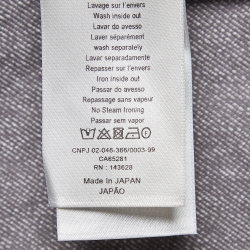 Lavage sur l'envers
Wash inside out
Lavar do avesso
Laver séparément
wash separately
Lavar separadamente
Repasser sur l'envers
Iron inside out
Passar do avesso
Repassage sans vapeur
No Steam Ironing
Passar sem vapor
CNPJ 02-046-366/0003-99
CA65281
RN : 143628
Made in JAPAN
JAPÃO